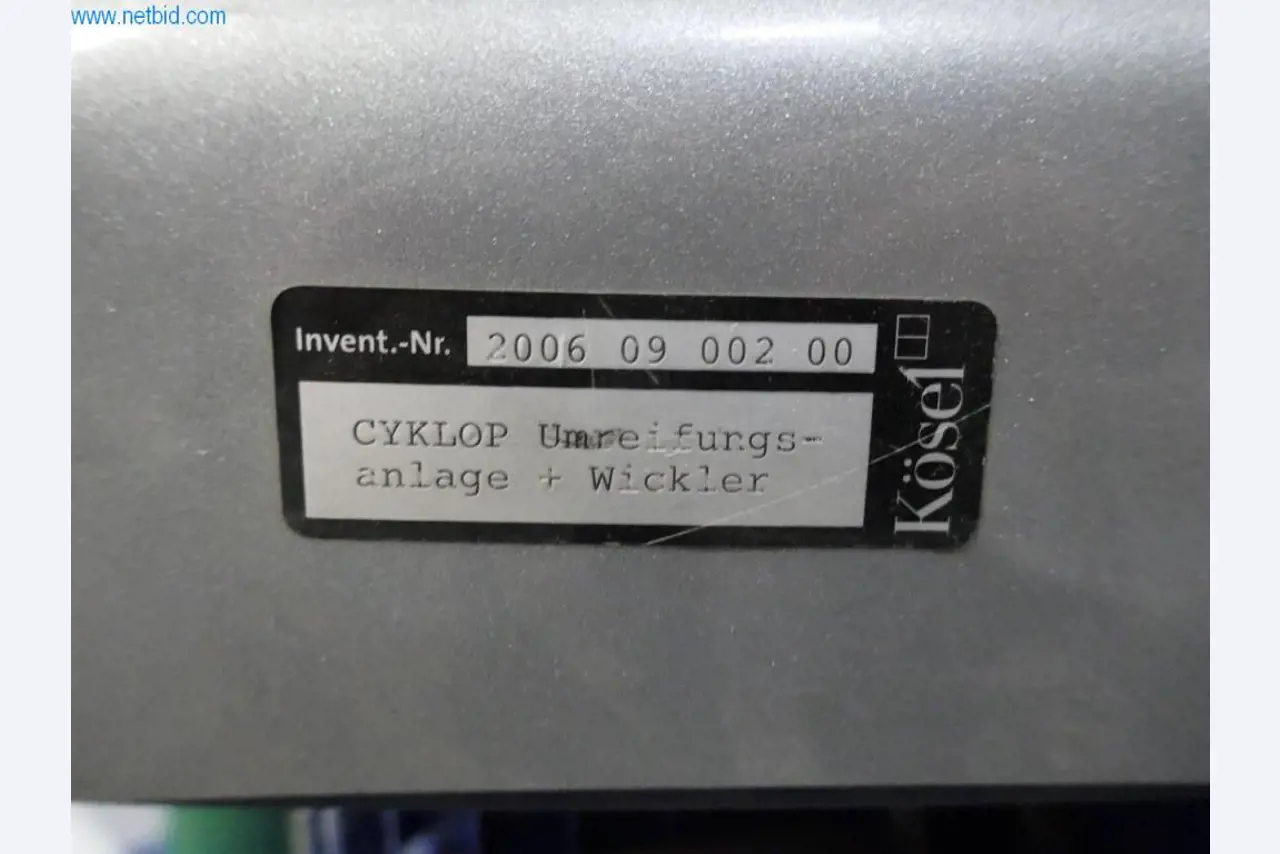 www.netbid.com
Invent.-Nr. 2006 09 002 00
CYKLOP Umreifungs-
anlage + Wickler
Kösel